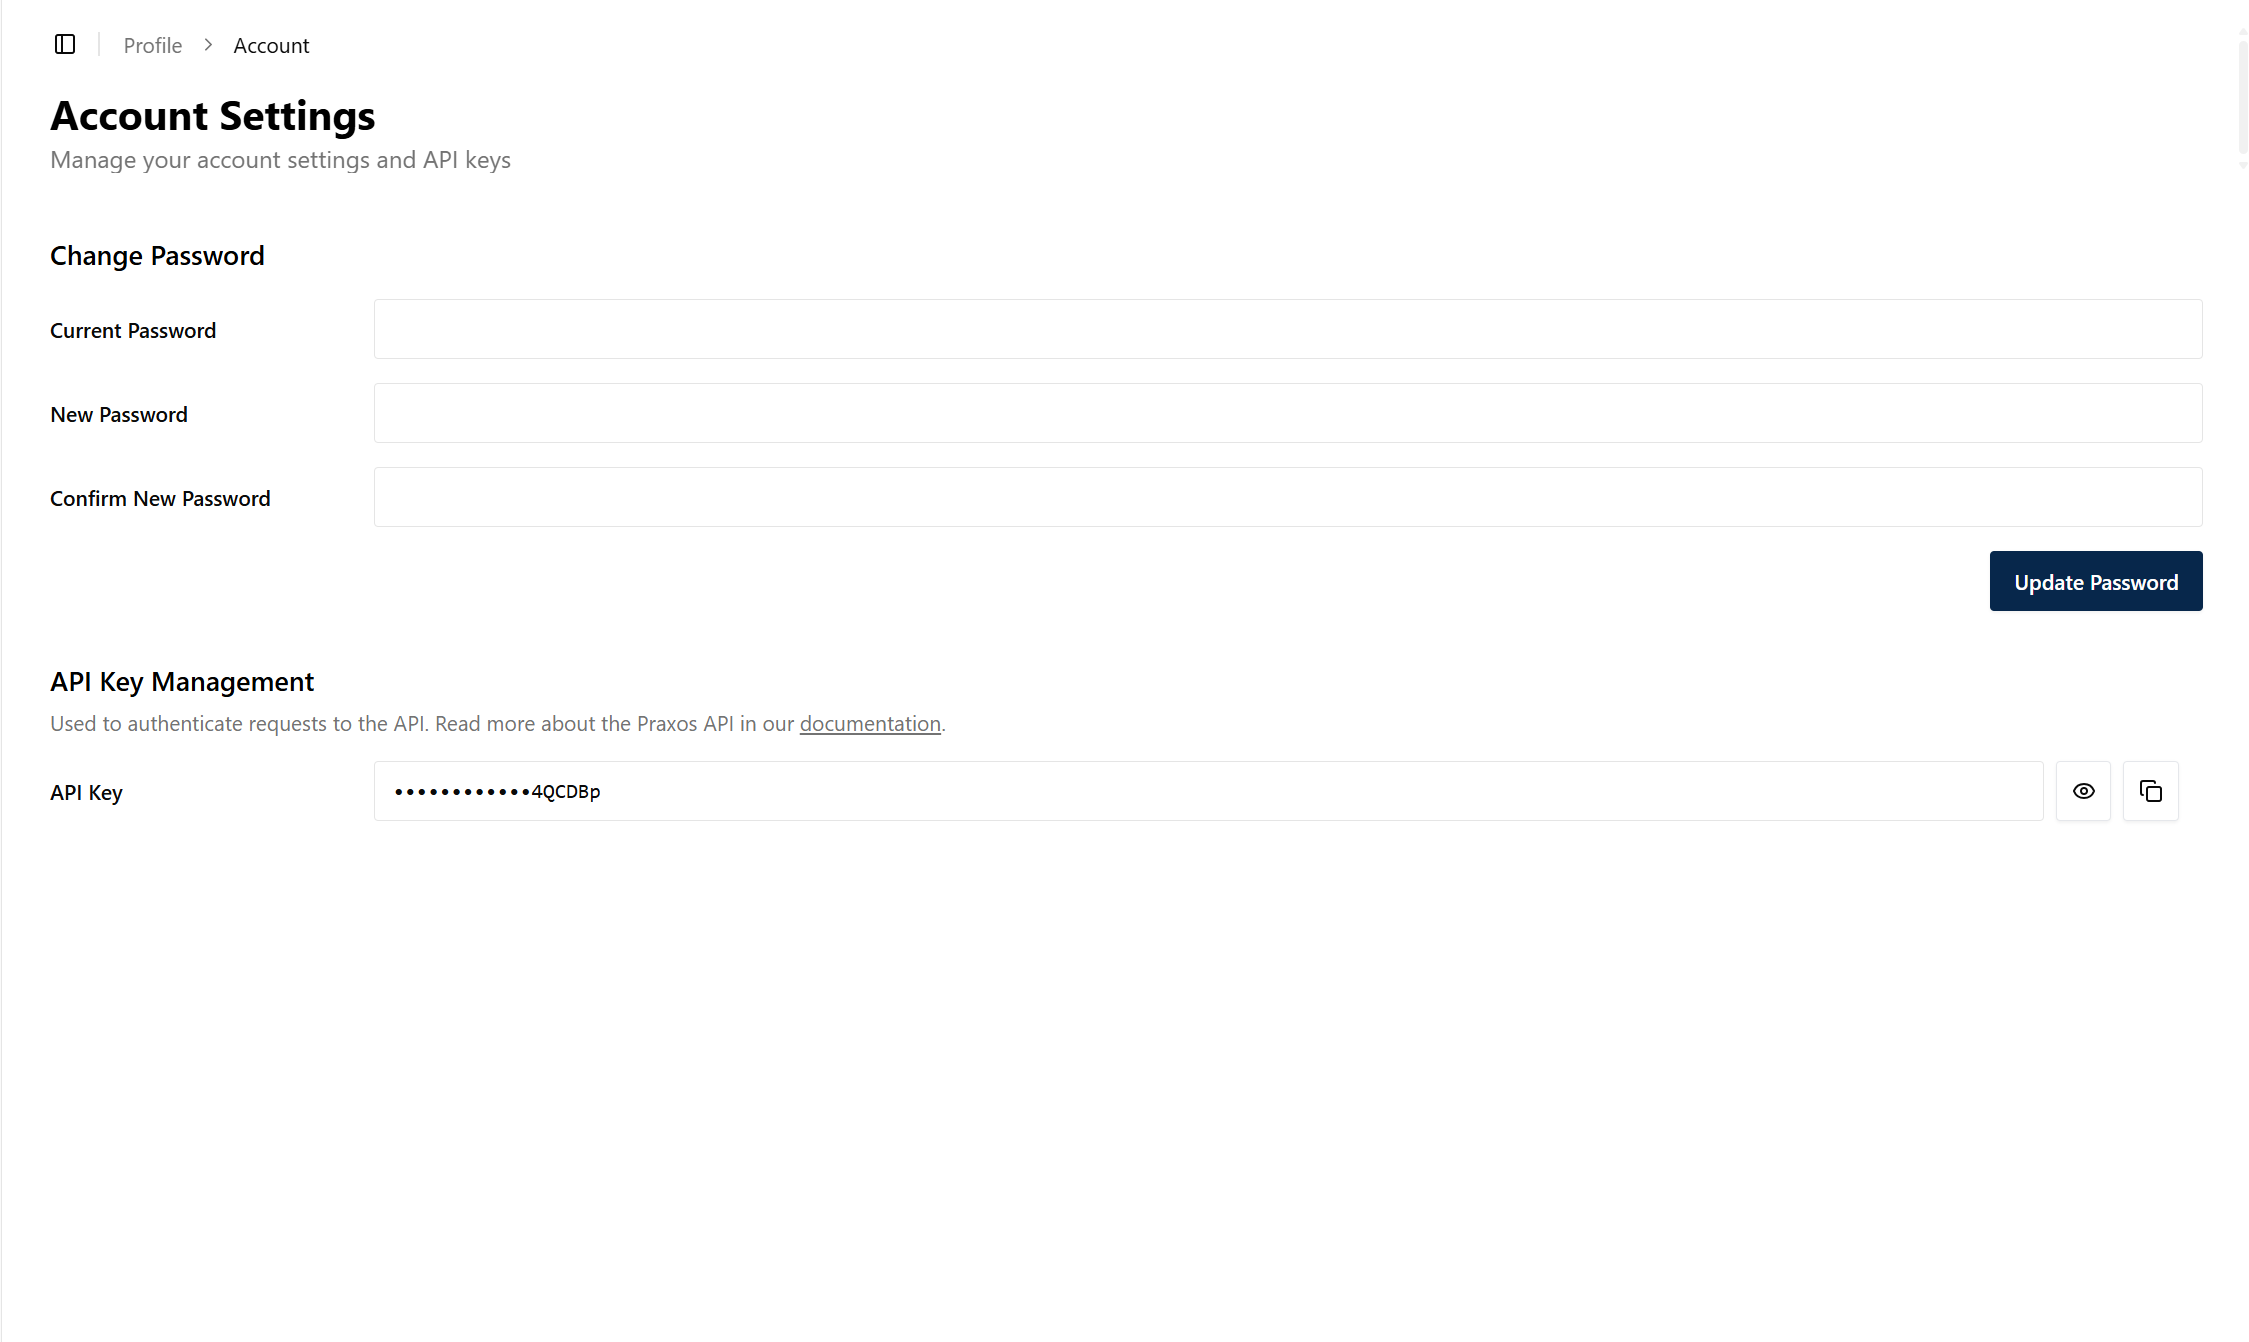 Profile > Account
Account Settings
Manage your account settings and API keys
Change Password
Current Password
New Password
Confirm New Password
Update Password
API Key Management
Used to authenticate requests to the API. Read more about the Praxos API in our documentation.
API Key
••••••••••••4QCDBp